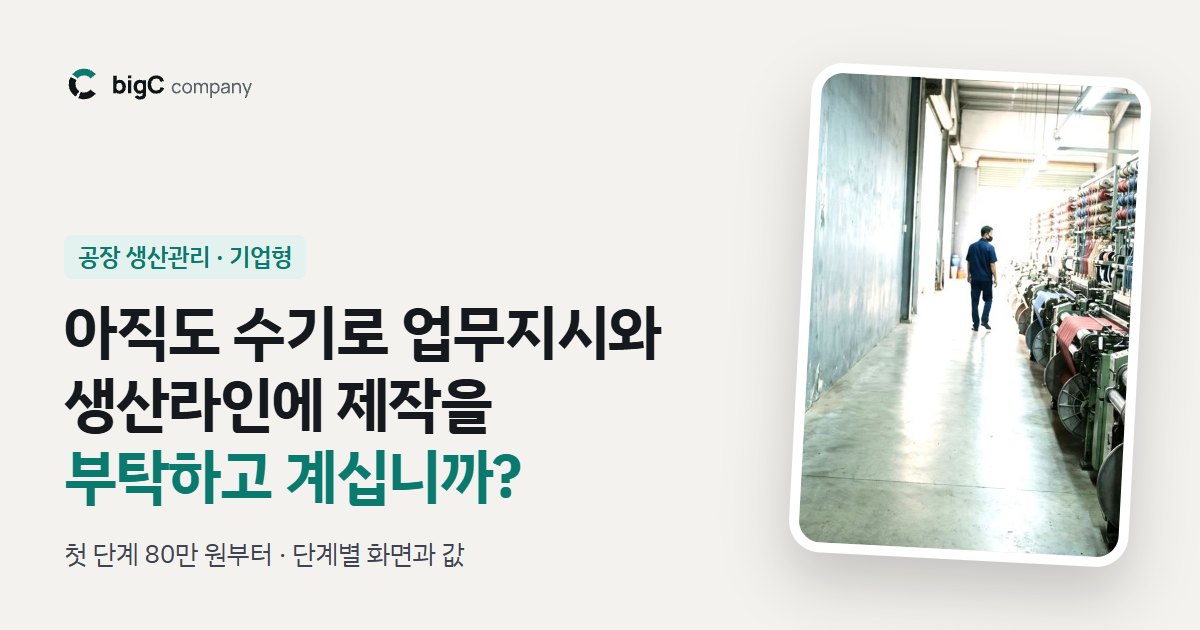 bigC company
공장 생산관리 · 기업형
아직도 수기로 업무지시와
생산라인에 제작을
부탁하고 계십니까?
첫 단계 80만 원부터 · 단계별 화면과 값